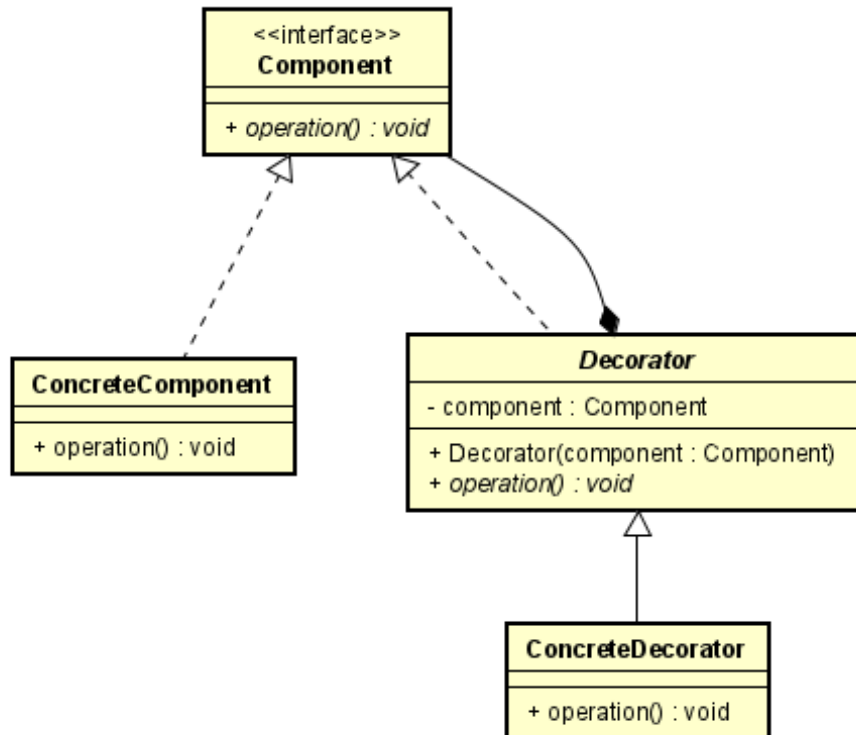 <<interface>>
Component
+ operation() : void
ConcreteComponent
+ operation() : void
Decorator
- component : Component
+ Decorator(component : Component)
+ operation() : void
ConcreteDecorator
+ operation() : void